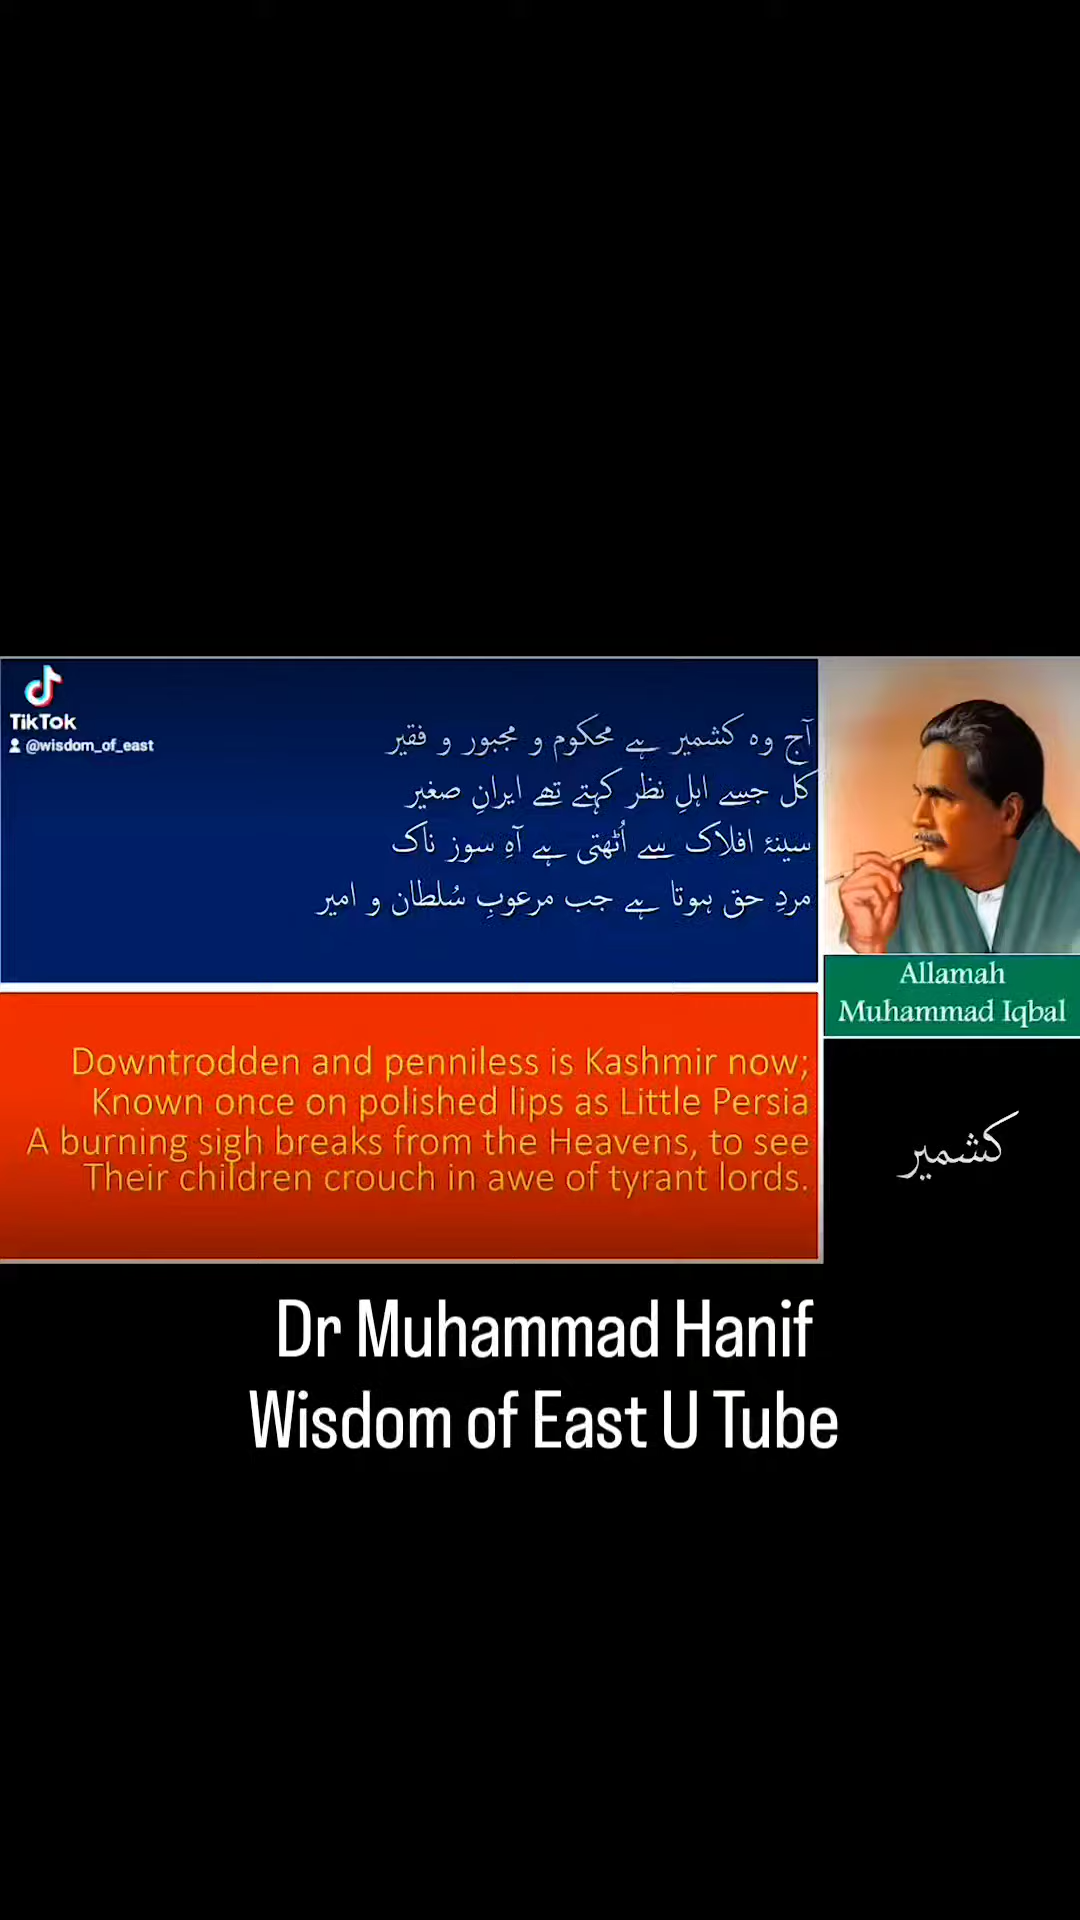 TikTok
@wisdom_of_east
آج وہ کشمیر ہے محکوم و مجبور و فقیر
کل جسے اہلِ نظر کہتے تھے ایرانِ صغیر
سینۂ افلاک سے اُٹھتی ہے آہِ سوز ناک
مردِ حق ہوتا ہے جب مرعوبِ سُلطان و امیر
Allamah
Muhammad Iqbal
Downtrodden and penniless is Kashmir now;
Known once on polished lips as Little Persia
A burning sigh breaks from the Heavens, to see
Their children crouch in awe of tyrant lords.
کشمیر
Dr Muhammad Hanif
Wisdom of East U Tube